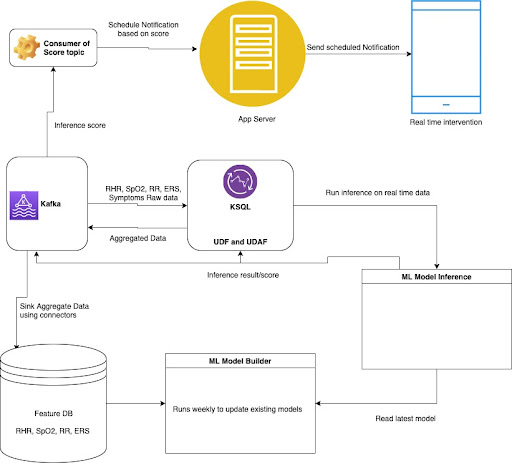 Consumer of
Score topic
Schedule Notification
based on score
Send scheduled Notification
App Server
Real time intervention
Inference score
Kafka
RHR, SpO2, RR, ERS,
Symptoms Raw data
Aggregated Data
KSQL
UDF and UDAF
Run inference on real time data
Inference result/score
ML Model Inference
Sink Aggregate Data
using connectors
Feature DB
RHR, SpO2, RR, ERS
ML Model Builder
Runs weekly to update existing models
Read latest model